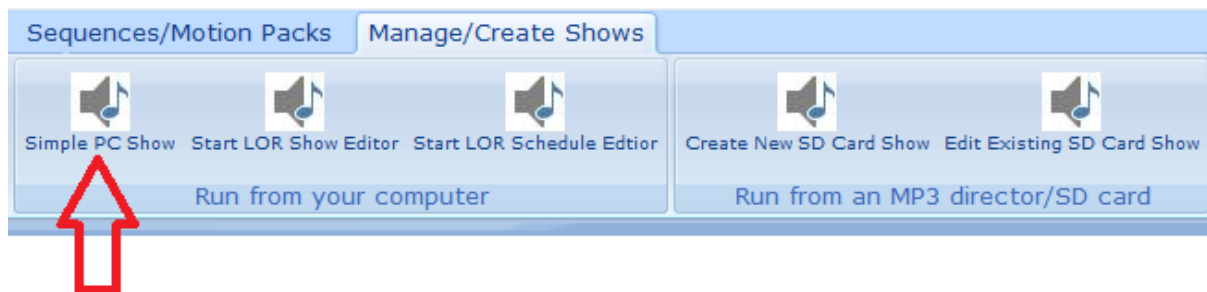 Sequences/Motion Packs Manage/Create Shows
Simple PC Show Start LOR Show Editor Start LOR Schedule Edtior Create New SD Card Show Edit Existing SD Card Show
Run from your computer Run from an MP3 director/SD card